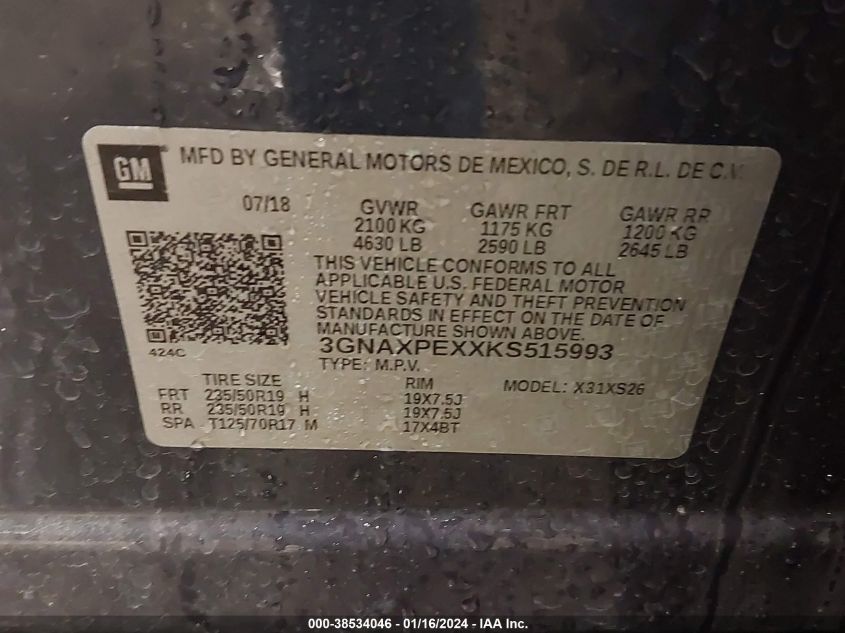 GM
MFD BY GENERAL MOTORS DE MEXICO, S. DE R.L. DE C.V.
07/18 GVWR GAWR FRT GAWR RR
2100 KG 1175 KG 1200 KG
4630 LB 2590 LB 2645 LB
THIS VEHICLE CONFORMS TO ALL
APPLICABLE U.S. FEDERAL MOTOR
VEHICLE SAFETY AND THEFT PREVENTION
STANDARDS IN EFFECT ON THE DATE OF
MANUFACTURE SHOWN ABOVE.
424C
3GNAXPEXXKS515993
TYPE: M.P.V.
TIRE SIZE RIM MODEL: X31XS26
FRT 235/50R19 H 19X7.5J
RR 235/50R19 H 19X7.5J
SPA T125/70R17 M 17X4BT
000-38534046 - 01/16/2024 - IAA Inc.